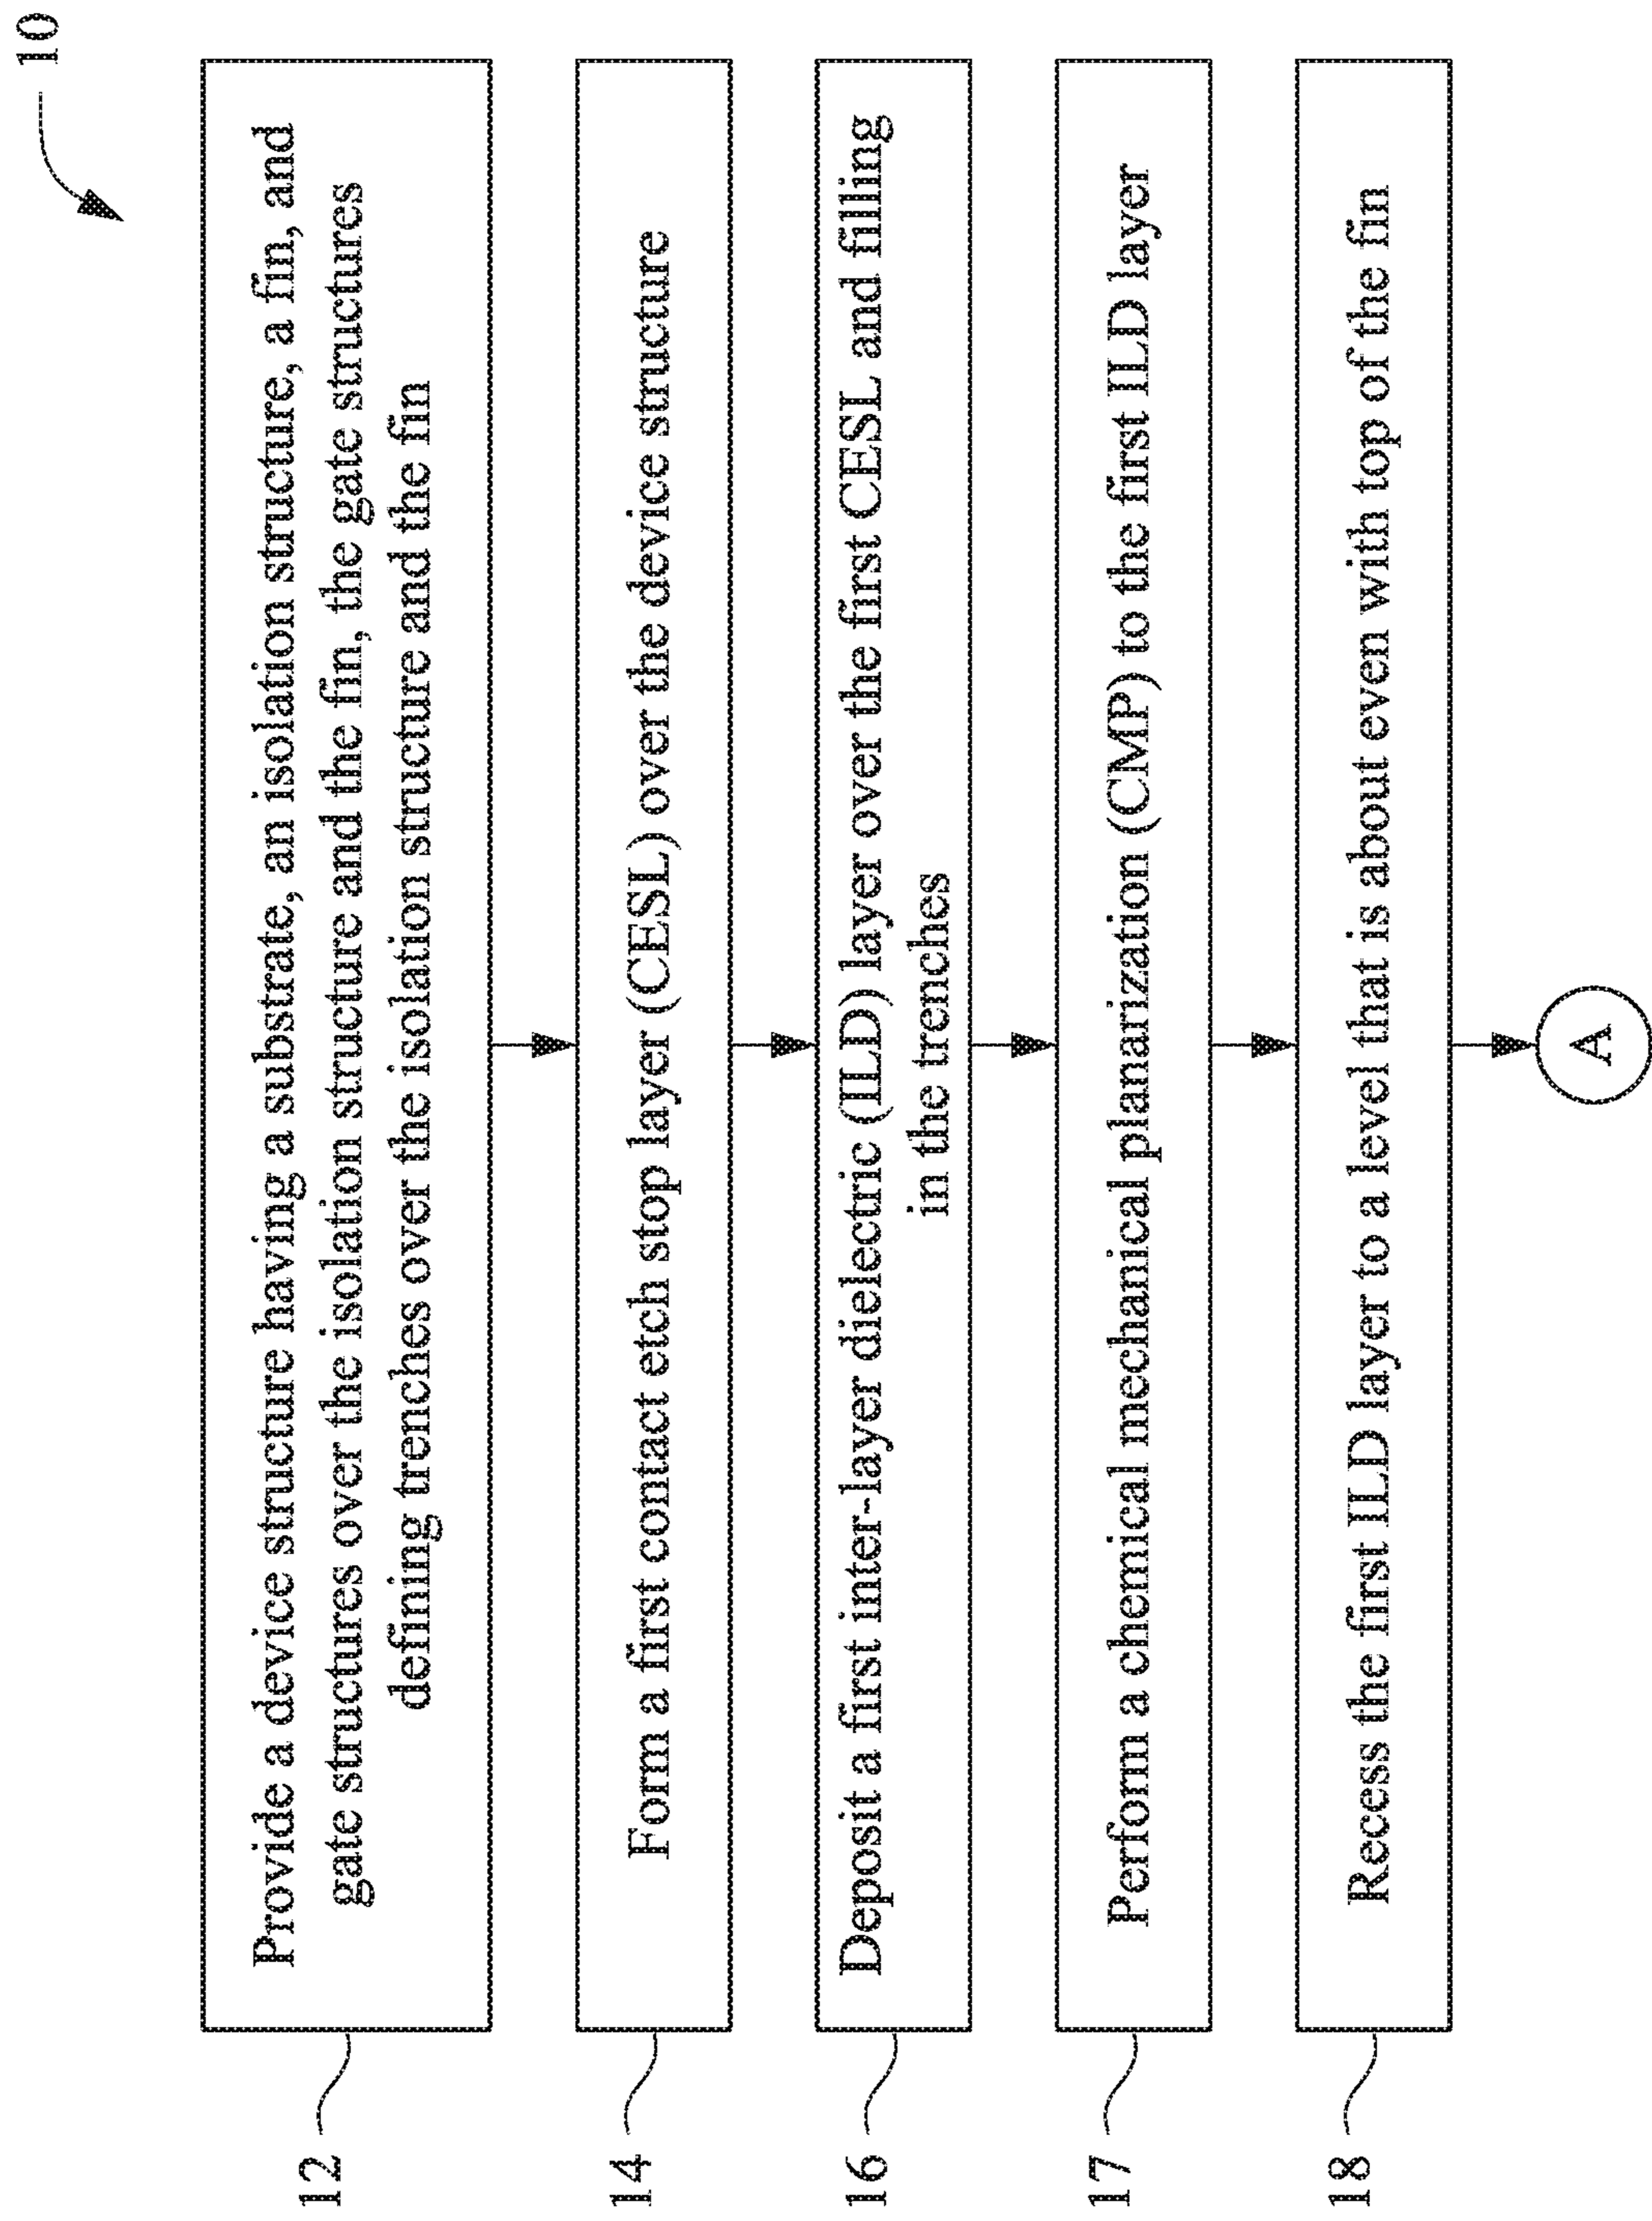 10
12
Provide a device structure having a substrate, an isolation structure, a fin, and
gate structures over the isolation structure and the fin, the gate structures
defining trenches over the isolation structure and the fin
14
Form a first contact etch stop layer (CESL) over the device structure
16
Deposit a first inter-layer dielectric (ILD) layer over the first CESL and filling
in the trenches
17
Perform a chemical mechanical planarization (CMP) to the first ILD layer
18
Recess the first ILD layer to a level that is about even with top of the fin
A